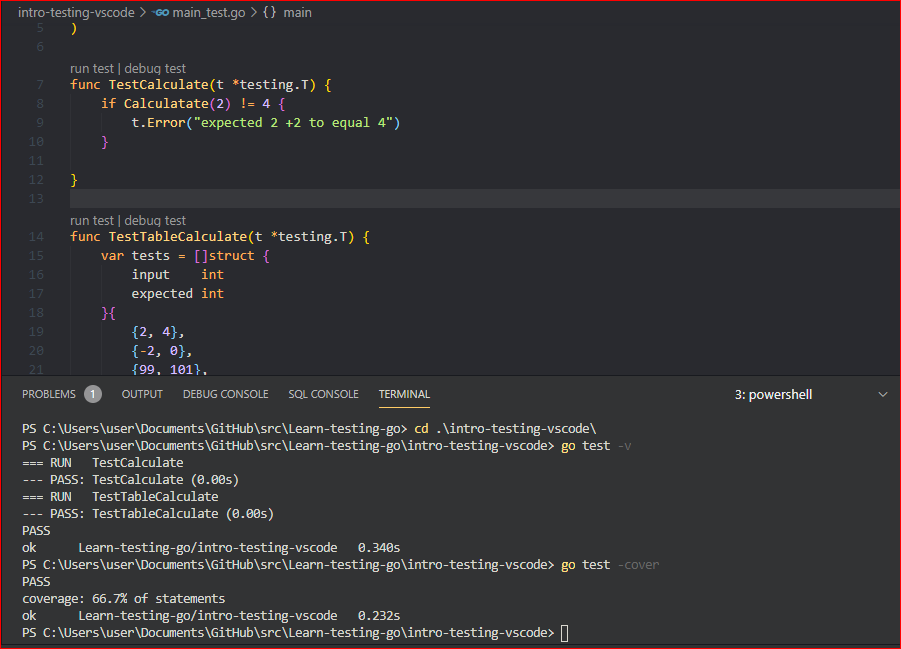 intro-testing-vscode > GO main_test.go > {} main
5 )
6
run test | debug test
7 func TestCalculate(t *testing.T) {
8 if Calculatate(2) != 4 {
9 t.Error("expected 2 +2 to equal 4")
10 }
11
12 }
13
run test | debug test
14 func TestTableCalculate(t *testing.T) {
15 var tests = []struct {
16 input int
17 expected int
18 }{
19 {2, 4},
20 {-2, 0},
21 {99, 101},
PROBLEMS 1 OUTPUT DEBUG CONSOLE SQL CONSOLE TERMINAL 3: powershell
PS C:\Users\user\Documents\GitHub\src\Learn-testing-go> cd .\intro-testing-vscode\
PS C:\Users\user\Documents\GitHub\src\Learn-testing-go\intro-testing-vscode> go test -v
=== RUN TestCalculate
--- PASS: TestCalculate (0.00s)
=== RUN TestTableCalculate
--- PASS: TestTableCalculate (0.00s)
PASS
ok Learn-testing-go/intro-testing-vscode 0.340s
PS C:\Users\user\Documents\GitHub\src\Learn-testing-go\intro-testing-vscode> go test -cover
PASS
coverage: 66.7% of statements
ok Learn-testing-go/intro-testing-vscode 0.232s
PS C:\Users\user\Documents\GitHub\src\Learn-testing-go\intro-testing-vscode>